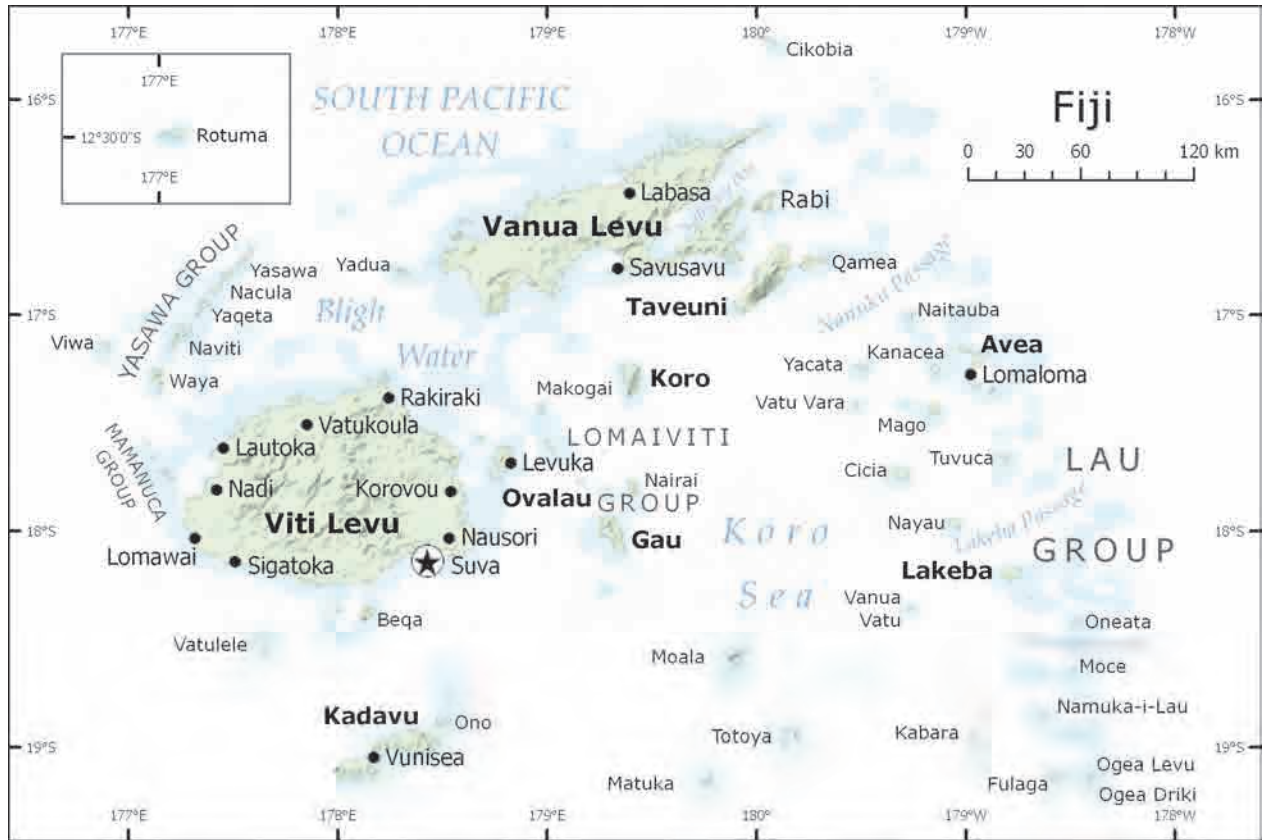 177°E 178°E 179°E 180° 179°W 178°W
Cikobia
177°E
16°S
SOUTH PACIFIC
OCEAN
Fiji
16°S
12°30'0"S
Rotuma
0 30 60 120 km
177°E
Labasa
Rabi
Vanua Levu
YASAWA GROUP
Yasawa
Yadua
Savusavu
Qamea
Nacula
Taveuni
Nanuku Passage
Yaqeta
Bligh
Water
17°S
Naitauba
17°S
Viwa
Naviti
Kanacea
Avea
Waya
Makogai
Koro
Yacata
Lomaloma
Rakiraki
Vatu Vara
Vatukoula
Mago
MAMANUCA
GROUP
Lautoka
LOMAIVITI
GROUP
Levuka
Cicia
Tuvuca
LAU
GROUP
Nadi
Korovou
Ovalau
Nairai
Viti Levu
Koro
Sea
Nayau
Lakeba Passage
18°S
Nausori
Gau
18°S
Lomawai
Sigatoka
Suva
Lakeba
Beqa
Vanua
Vatu
Oneata
Vatulele
Moala
Moce
Kadavu
Ono
Namuka-i-Lau
Totoya
Kabara
19°S
Vunisea
19°S
Matuka
Fulaga
Ogea Levu
Ogea Driki
177°E 178°E 179°E 180° 179°W 178°W